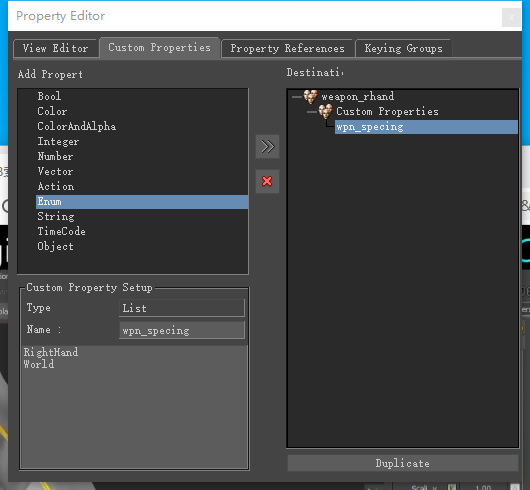 Property Editor
View Editor
Custom Properties
Property References
Keying Groups
Add Propert
Bool
Color
ColorAndAlpha
Integer
Number
Vector
Action
Enum
String
TimeCode
Object
Custom Property Setup
Type
List
Name :
wpn_specing
RightHand
World
Destinati
weapon_rhand
Custom Properties
wpn_specing
Duplicate
Scal. y
1.00